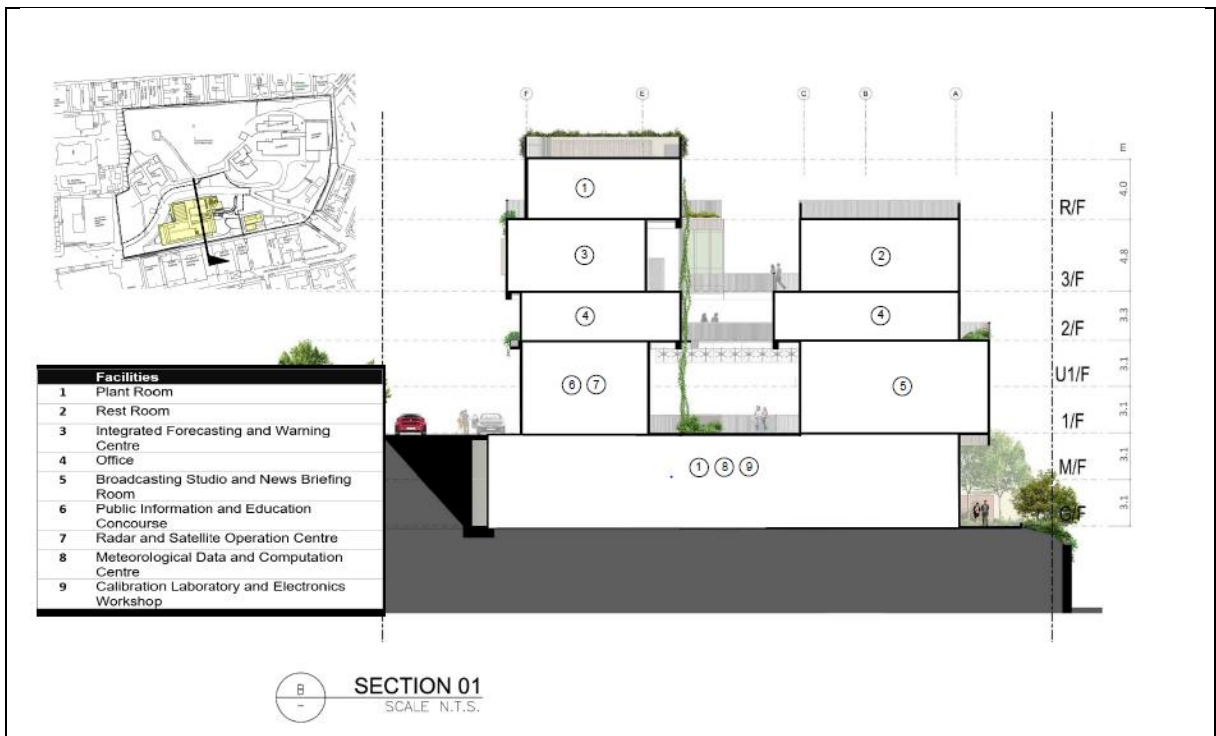 F E C B A
E
1
4.0
R/F
3
2
4.8
3/F
4
4
3.3
2/F
Facilities
1 Plant Room
2 Rest Room
3 Integrated Forecasting and Warning
Centre
4 Office
5 Broadcasting Studio and News Briefing
Room
6 Public Information and Education
Concourse
7 Radar and Satellite Operation Centre
8 Meteorological Data and Computation
Centre
9 Calibration Laboratory and Electronics
Workshop
6 7
5
3.1
U1/F
3.1
1/F
1 8 9
3.1
M/F
3.1
G/F
B
-
SECTION 01
SCALE N.T.S.